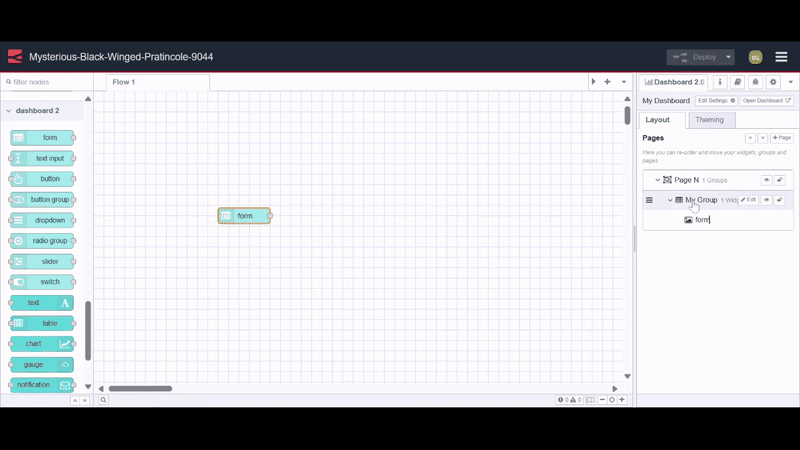 Mysterious-Black-Winged-Pratincole-9044
Deploy
filter nodes
Flow 1
Dashboard 2.0
dashboard 2
My Dashboard
Edit Settings
Open Dashboard
form
text input
button
button group
dropdown
radio group
slider
switch
text
table
chart
gauge
notification
form
Layout
Theming
Pages
+ Page
Here you can re-order and move your widgets, groups and
pages.
Page N 1 Groups
My Group 1 Widg
Edit
form
0
0